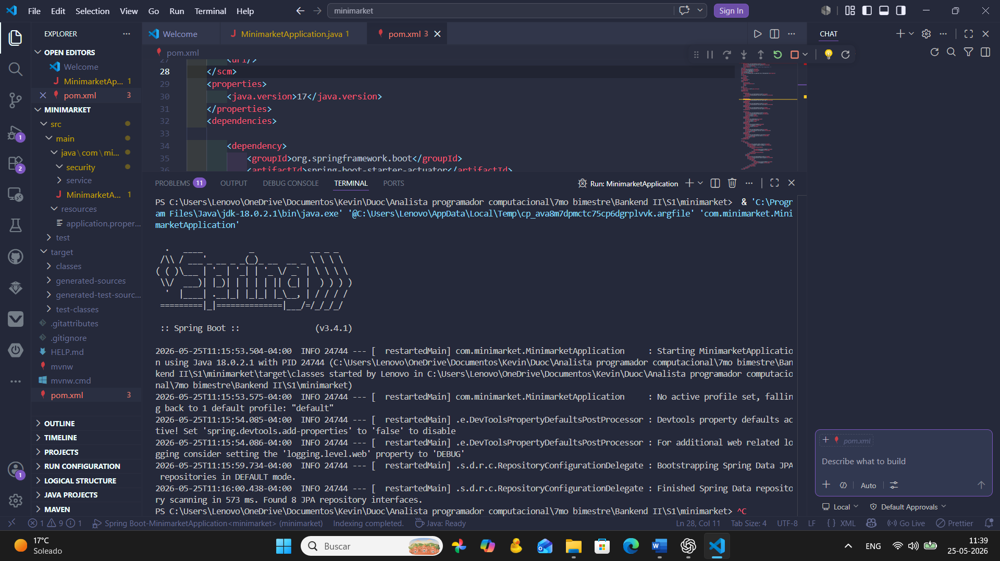 File Edit Selection View Go Run Terminal Help
minimarket
Sign In
EXPLORER
Welcome
MinimarketApplication.java 1
pom.xml 3
CHAT
OPEN EDITORS
Welcome
MinimarketAp... 1
pom.xml 3
MINIMARKET
src
main
java\com\mi...
security
service
MinimarketA... 1
resources
application.proper...
test
target
classes
generated-sources
generated-test-sourc...
test-classes
.gitattributes
.gitignore
HELP.md
mvnw
mvnw.cmd
pom.xml 3
OUTLINE
TIMELINE
PROJECTS
RUN CONFIGURATION
LOGICAL STRUCTURE
JAVA PROJECTS
MAVEN
1
2
1
pom.xml
27 <url/>
28 </scm>
29 <properties>
30 <java.version>17</java.version>
31 </properties>
32 <dependencies>
33
34 <dependency>
35 <groupId>org.springframework.boot</groupId>
36 <artifactId>spring-boot-starter-actuator</artifactId>
PROBLEMS 11 OUTPUT DEBUG CONSOLE TERMINAL PORTS
Run: MinimarketApplication
PS C:\Users\Lenovo\OneDrive\Documentos\Kevin\Duoc\Analista programador computacional\7mo bimestre\Bankend II\S1\minimarket>  & 'C:\Progr
am Files\Java\jdk-18.0.2.1\bin\java.exe' '@C:\Users\Lenovo\AppData\Local\Temp\cp_ava8m7dpmctc75cp6dgrplvvk.argfile' 'com.minimarket.Mini
marketApplication'
  .   ____          _            __ _ _
 /\\ / ___'_ __ _ _(_)_ __  __ _ \ \ \ \
( ( )\___ | '_ | '_| | '_ \/ _` | \ \ \ \
 \\/  ___)| |_)| | | | | || (_| |  ) ) ) )
  '  |____| .__|_| |_|_| |_\__, | / / / /
 =========|_|==============|___/=/_/_/_/
:: Spring Boot ::                (v3.4.1)
2026-05-25T11:15:53.504-04:00  INFO 24744 --- [  restartedMain] com.minimarket.MinimarketApplication     : Starting MinimarketApplicatio
n using Java 18.0.2.1 with PID 24744 (C:\Users\Lenovo\OneDrive\Documentos\Kevin\Duoc\Analista programador computacional\7mo bimestre\Ban
kend II\S1\minimarket\target\classes started by Lenovo in C:\Users\Lenovo\OneDrive\Documentos\Kevin\Duoc\Analista programador computacio
nal\7mo bimestre\Bankend II\S1\minimarket)
2026-05-25T11:15:53.575-04:00  INFO 24744 --- [  restartedMain] com.minimarket.MinimarketApplication     : No active profile set, fallin
g back to 1 default profile: "default"
2026-05-25T11:15:54.085-04:00  INFO 24744 --- [  restartedMain] .e.DevToolsPropertyDefaultsPostProcessor : Devtools property defaults ac
tive! Set 'spring.devtools.add-properties' to 'false' to disable
2026-05-25T11:15:54.086-04:00  INFO 24744 --- [  restartedMain] .e.DevToolsPropertyDefaultsPostProcessor : For additional web related lo
gging consider setting the 'logging.level.web' property to 'DEBUG'
2026-05-25T11:15:59.734-04:00  INFO 24744 --- [  restartedMain] .s.d.r.c.RepositoryConfigurationDelegate : Bootstrapping Spring Data JPA
 repositories in DEFAULT mode.
2026-05-25T11:16:00.438-04:00  INFO 24744 --- [  restartedMain] .s.d.r.c.RepositoryConfigurationDelegate : Finished Spring Data reposito
ry scanning in 573 ms. Found 8 JPA repository interfaces.
PS C:\Users\Lenovo\OneDrive\Documentos\Kevin\Duoc\Analista programador computacional\7mo bimestre\Bankend II\S1\minimarket> ^C
pom.xml
Describe what to build
Auto
Local Default Approvals
1 9 1 Spring Boot-MinimarketApplication<minimarket> (minimarket) Indexing completed. Java: Ready Ln 28, Col 11 Tab Size: 4 UTF-8 LF {} XML Go Live Prettier
17°C
Soleado
Buscar
ENG
11:39
25-05-2026